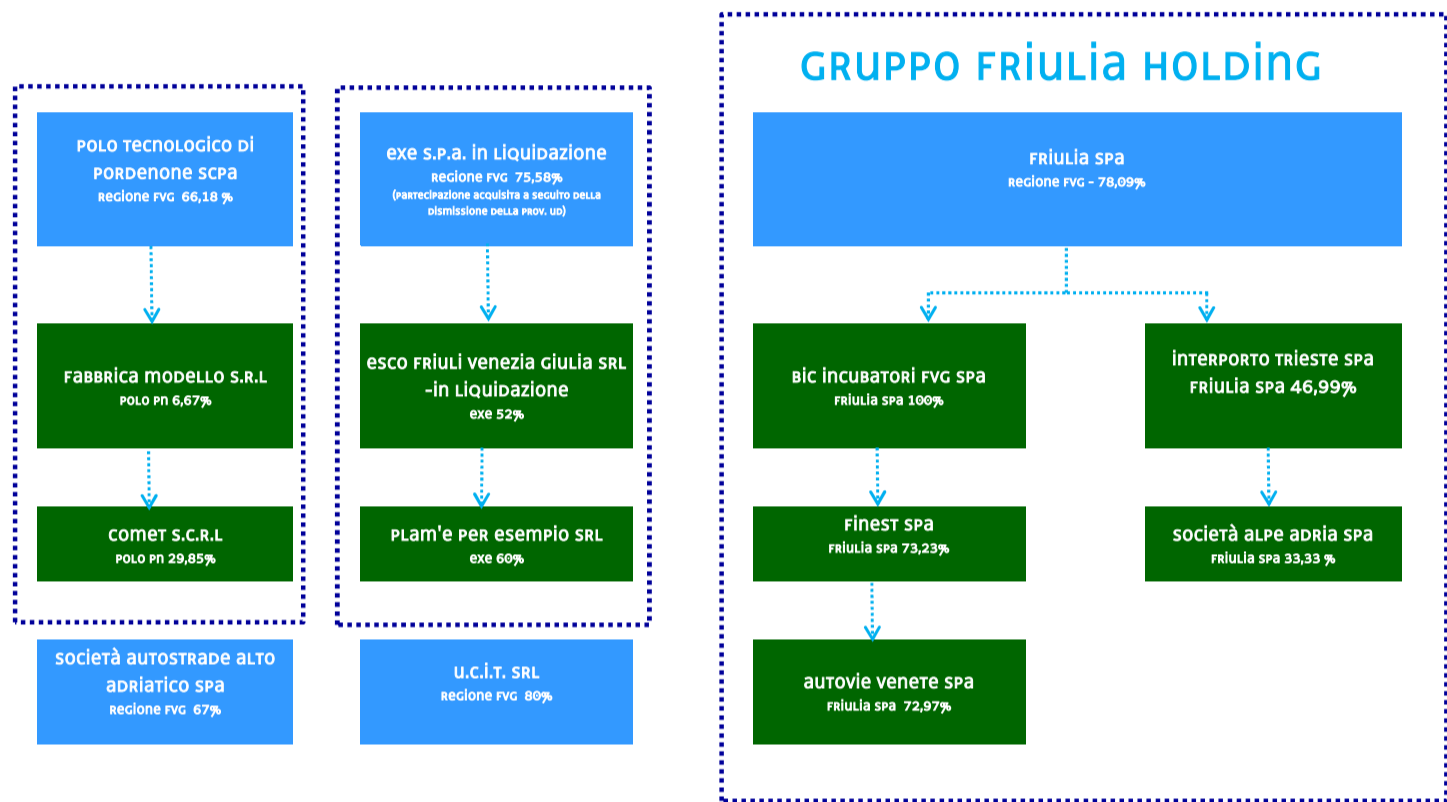 POLO TECNOLOGICO DI
PORDENONE SCPA
REGIONE FVG 66,18 %
FABBRICA MODELLO S.R.L
POLO PN 6,67%
COMET S.C.R.L
POLO PN 29,85%
SOCIETÀ AUTOSTRADE ALTO
ADRIATICO SPA
REGIONE FVG 67%
EXE S.P.A. IN LIQUIDAZIONE
REGIONE FVG 75,58%
(PARTECIPAZIONE ACQUISITA A SEGUITO DELLA
DISMISSIONE DELLA PROV. UD)
ESCO FRIULI VENEZIA GIULIA SRL
-IN LIQUIDAZIONE
EXE 52%
PLAM'E PER ESEMPIO SRL
EXE 60%
U.C.I.T. SRL
REGIONE FVG 80%
GRUPPO FRIULIA HOLDING
FRIULIA SPA
REGIONE FVG - 78,09%
BIC INCUBATORI FVG SPA
FRIULIA SPA 100%
FINEST SPA
FRIULIA SPA 73,23%
AUTOVIE VENETE SPA
FRIULIA SPA 72,97%
INTERPORTO TRIESTE SPA
FRIULIA SPA 46,99%
SOCIETÀ ALPE ADRIA SPA
FRIULIA SPA 33,33 %